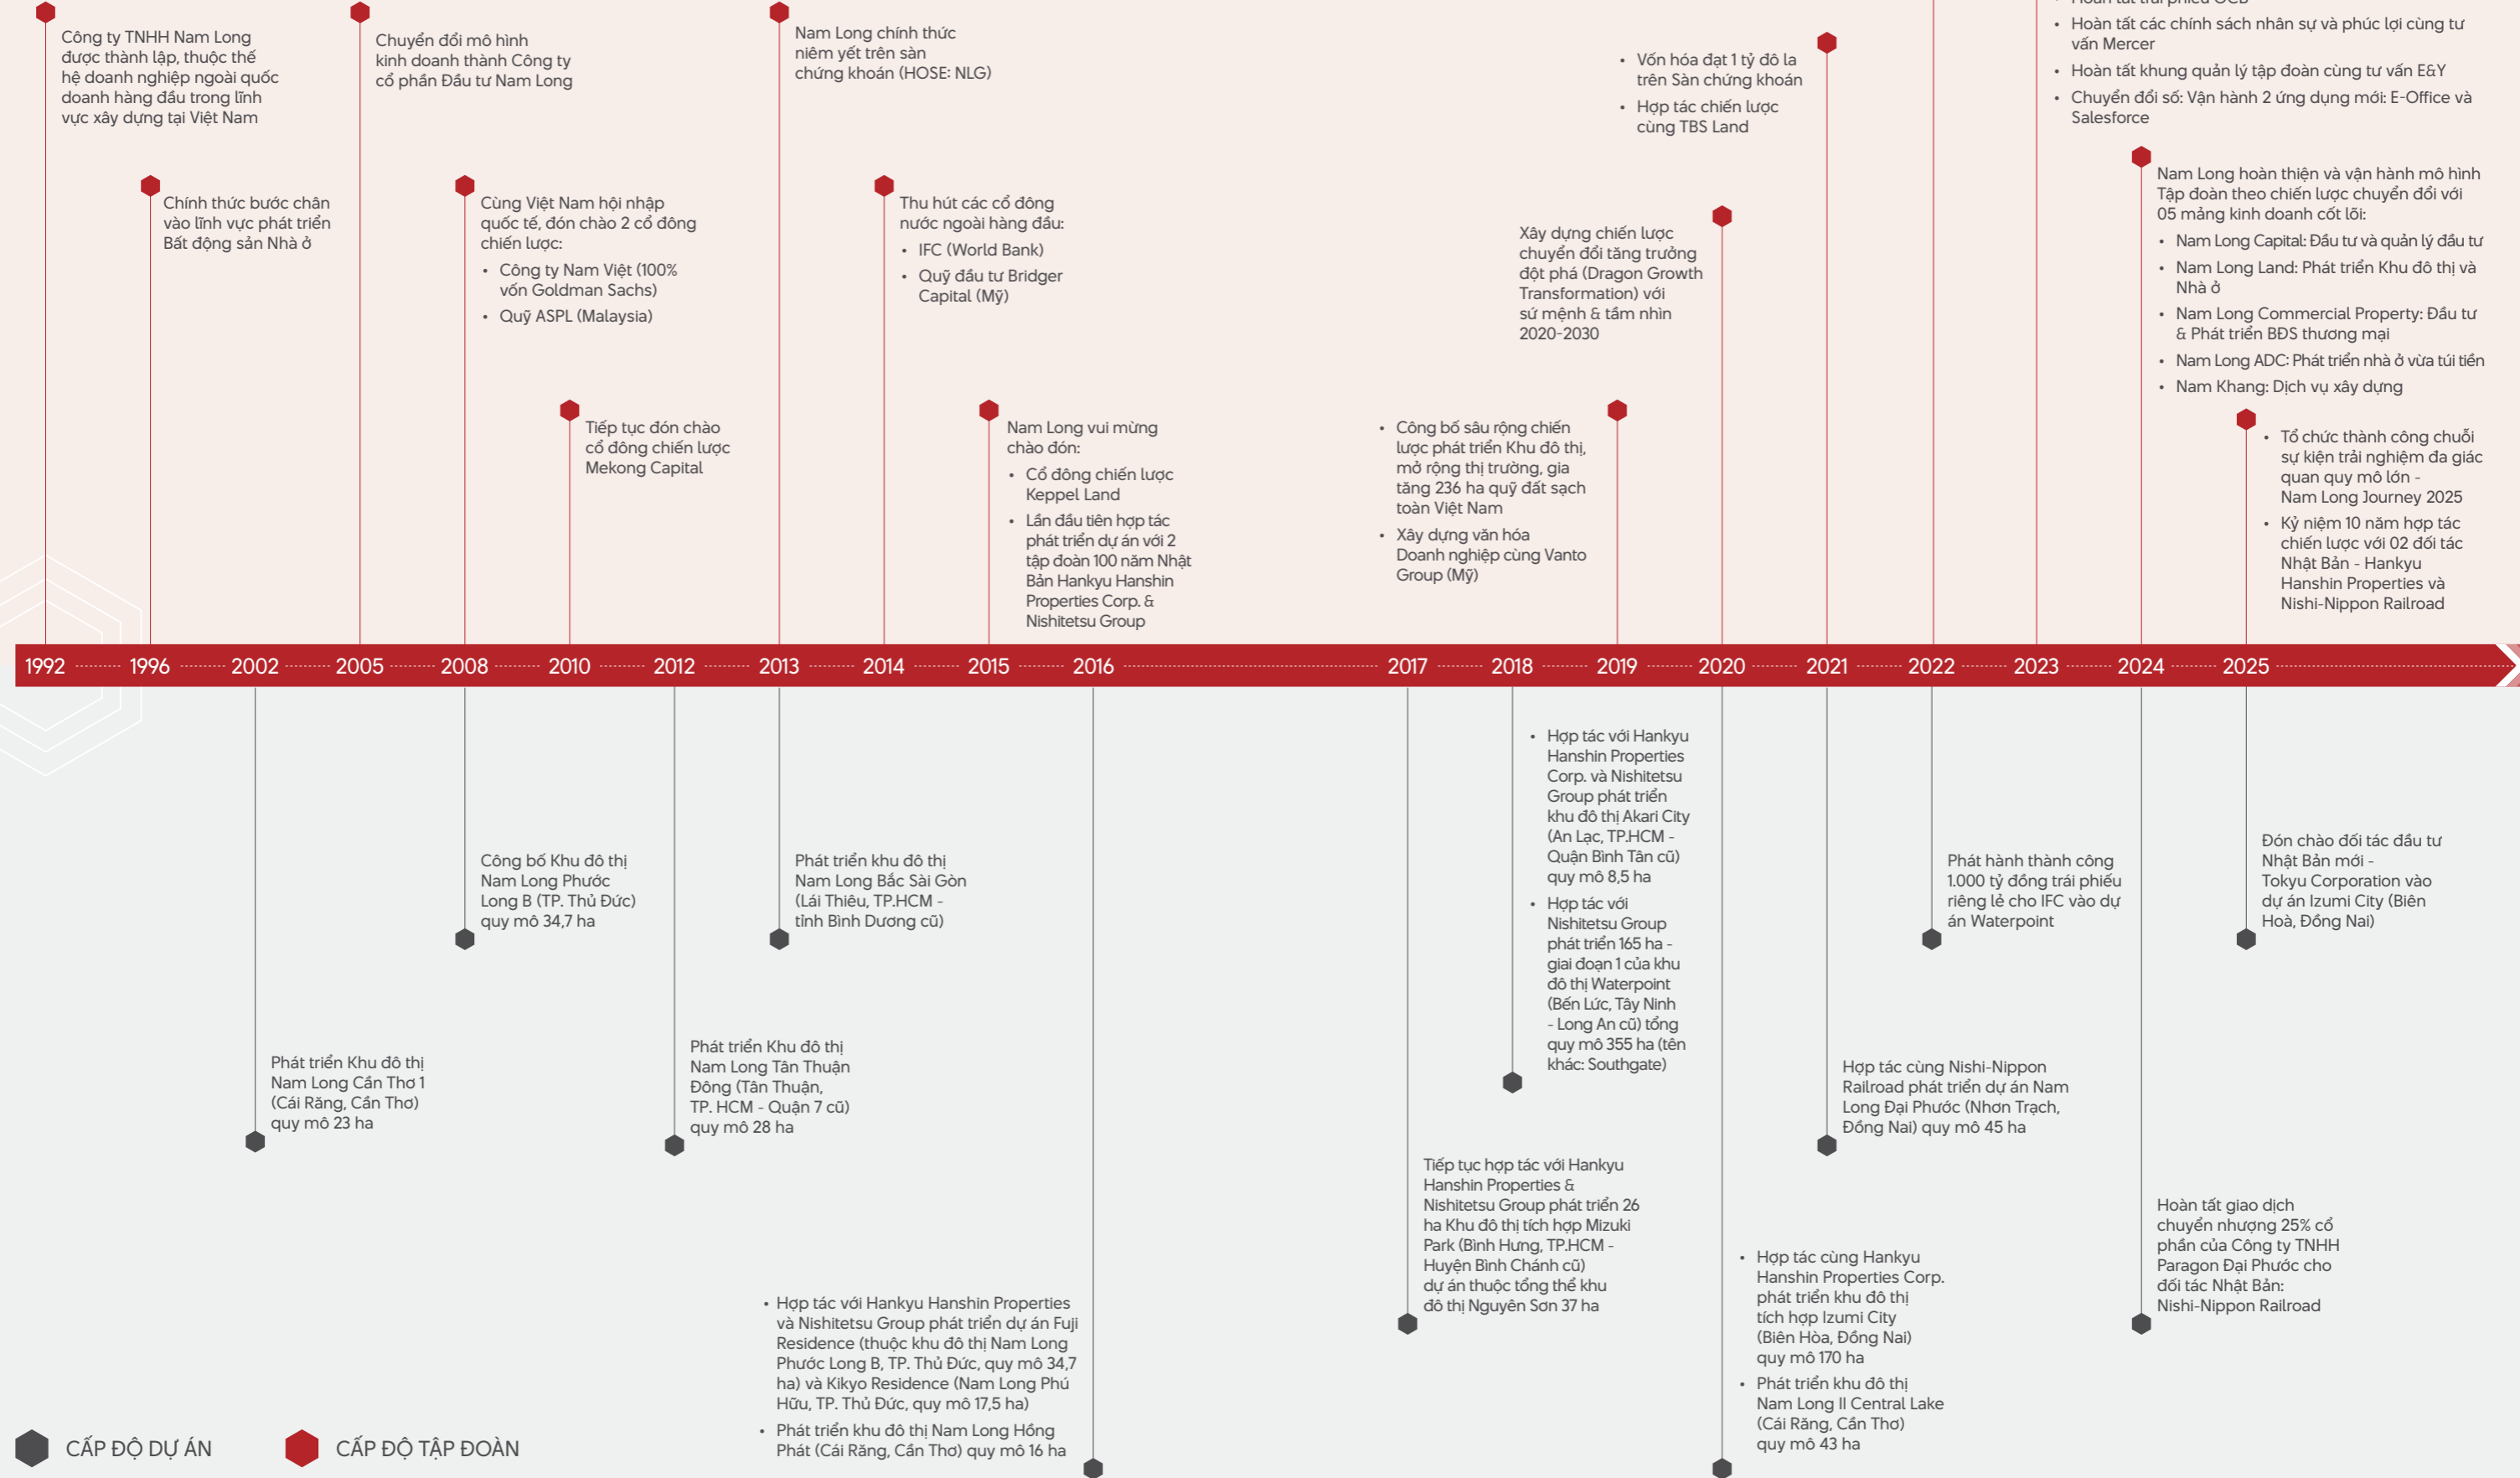 Hoàn tất trái phiếu OCB
• Hoàn tất các chính sách nhân sự và phúc lợi cùng tư
vấn Mercer
• Hoàn tất khung quản lý tập đoàn cùng tư vấn E&Y
• Chuyển đổi số: Vận hành 2 ứng dụng mới: E-Office và
Salesforce
Công ty TNHH Nam Long
được thành lập, thuộc thế
hệ doanh nghiệp ngoài quốc
doanh hàng đầu trong lĩnh
vực xây dựng tại Việt Nam
Chuyển đổi mô hình
kinh doanh thành Công ty
cổ phần Đầu tư Nam Long
Nam Long chính thức
niêm yết trên sàn
chứng khoán (HOSE: NLG)
• Vốn hóa đạt 1 tỷ đô la
trên Sàn chứng khoán
• Hợp tác chiến lược
cùng TBS Land
Chính thức bước chân
vào lĩnh vực phát triển
Bất động sản Nhà ở
Cùng Việt Nam hội nhập
quốc tế, đón chào 2 cổ đông
chiến lược:
• Công ty Nam Việt (100%
vốn Goldman Sachs)
• Quỹ ASPL (Malaysia)
Thu hút các cổ đông
nước ngoài hàng đầu:
• IFC (World Bank)
• Quỹ đầu tư Bridger
Capital (Mỹ)
Xây dựng chiến lược
chuyển đổi tăng trưởng
đột phá (Dragon Growth
Transformation) với
sứ mệnh & tầm nhìn
2020-2030
Nam Long hoàn thiện và vận hành mô hình
Tập đoàn theo chiến lược chuyển đổi với
05 mảng kinh doanh cốt lõi:
• Nam Long Capital: Đầu tư và quản lý đầu tư
• Nam Long Land: Phát triển Khu đô thị và
Nhà ở
• Nam Long Commercial Property: Đầu tư
& Phát triển BĐS thương mại
• Nam Long ADC: Phát triển nhà ở vừa túi tiền
• Nam Khang: Dịch vụ xây dựng
Tiếp tục đón chào
cổ đông chiến lược
Mekong Capital
Nam Long vui mừng
chào đón:
• Cổ đông chiến lược
Keppel Land
• Lần đầu tiên hợp tác
phát triển dự án với 2
tập đoàn 100 năm Nhật
Bản Hankyu Hanshin
Properties Corp. &
Nishitetsu Group
• Công bố sâu rộng chiến
lược phát triển Khu đô thị,
mở rộng thị trường, gia
tăng 236 ha quỹ đất sạch
toàn Việt Nam
• Xây dựng văn hóa
Doanh nghiệp cùng Vanto
Group (Mỹ)
• Tổ chức thành công chuỗi
sự kiện trải nghiệm đa giác
quan quy mô lớn -
Nam Long Journey 2025
• Kỷ niệm 10 năm hợp tác
chiến lược với 02 đối tác
Nhật Bản - Hankyu
Hanshin Properties và
Nishi-Nippon Railroad
1992 1996 2002 2005 2008 2010 2012 2013 2014 2015 2016 2017 2018 2019 2020 2021 2022 2023 2024 2025
Phát triển Khu đô thị
Nam Long Cần Thơ 1
(Cái Răng, Cần Thơ)
quy mô 23 ha
Công bố Khu đô thị
Nam Long Phước
Long B (TP. Thủ Đức)
quy mô 34,7 ha
Phát triển Khu đô thị
Nam Long Tân Thuận
Đông (Tân Thuận,
TP. HCM - Quận 7 cũ)
quy mô 28 ha
Phát triển khu đô thị
Nam Long Bắc Sài Gòn
(Lái Thiêu, TP.HCM -
tỉnh Bình Dương cũ)
• Hợp tác với Hankyu Hanshin Properties
và Nishitetsu Group phát triển dự án Fuji
Residence (thuộc khu đô thị Nam Long
Phước Long B, TP. Thủ Đức, quy mô 34,7
ha) và Kikyo Residence (Nam Long Phú
Hữu, TP. Thủ Đức, quy mô 17,5 ha)
• Phát triển khu đô thị Nam Long Hồng
Phát (Cái Răng, Cần Thơ) quy mô 16 ha
Tiếp tục hợp tác với Hankyu
Hanshin Properties &
Nishitetsu Group phát triển 26
ha Khu đô thị tích hợp Mizuki
Park (Bình Hưng, TP.HCM -
Huyện Bình Chánh cũ)
dự án thuộc tổng thể khu
đô thị Nguyên Sơn 37 ha
• Hợp tác với Hankyu
Hanshin Properties
Corp. và Nishitetsu
Group phát triển
khu đô thị Akari City
(An Lạc, TP.HCM -
Quận Bình Tân cũ)
quy mô 8,5 ha
• Hợp tác với
Nishitetsu Group
phát triển 165 ha -
giai đoạn 1 của khu
đô thị Waterpoint
(Bến Lức, Tây Ninh
- Long An cũ) tổng
quy mô 355 ha (tên
khác: Southgate)
• Hợp tác cùng Hankyu
Hanshin Properties Corp.
phát triển khu đô thị
tích hợp Izumi City
(Biên Hòa, Đồng Nai)
quy mô 170 ha
• Phát triển khu đô thị
Nam Long II Central Lake
(Cái Răng, Cần Thơ)
quy mô 43 ha
Hợp tác cùng Nishi-Nippon
Railroad phát triển dự án Nam
Long Đại Phước (Nhơn Trạch,
Đồng Nai) quy mô 45 ha
Phát hành thành công
1.000 tỷ đồng trái phiếu
riêng lẻ cho IFC vào dự
án Waterpoint
Hoàn tất giao dịch
chuyển nhượng 25% cổ
phần của Công ty TNHH
Paragon Đại Phước cho
đối tác Nhật Bản:
Nishi-Nippon Railroad
Đón chào đối tác đầu tư
Nhật Bản mới -
Tokyu Corporation vào
dự án Izumi City (Biên
Hoà, Đồng Nai)
CẤP ĐỘ DỰ ÁN
CẤP ĐỘ TẬP ĐOÀN